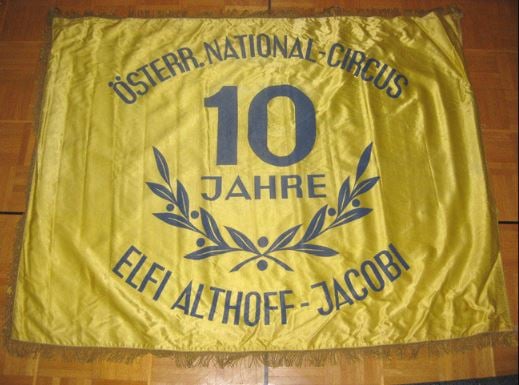 ÖSTERR. NATIONAL-CIRCUS
10
JAHRE
ELFI ALTHOFF-JACOBI